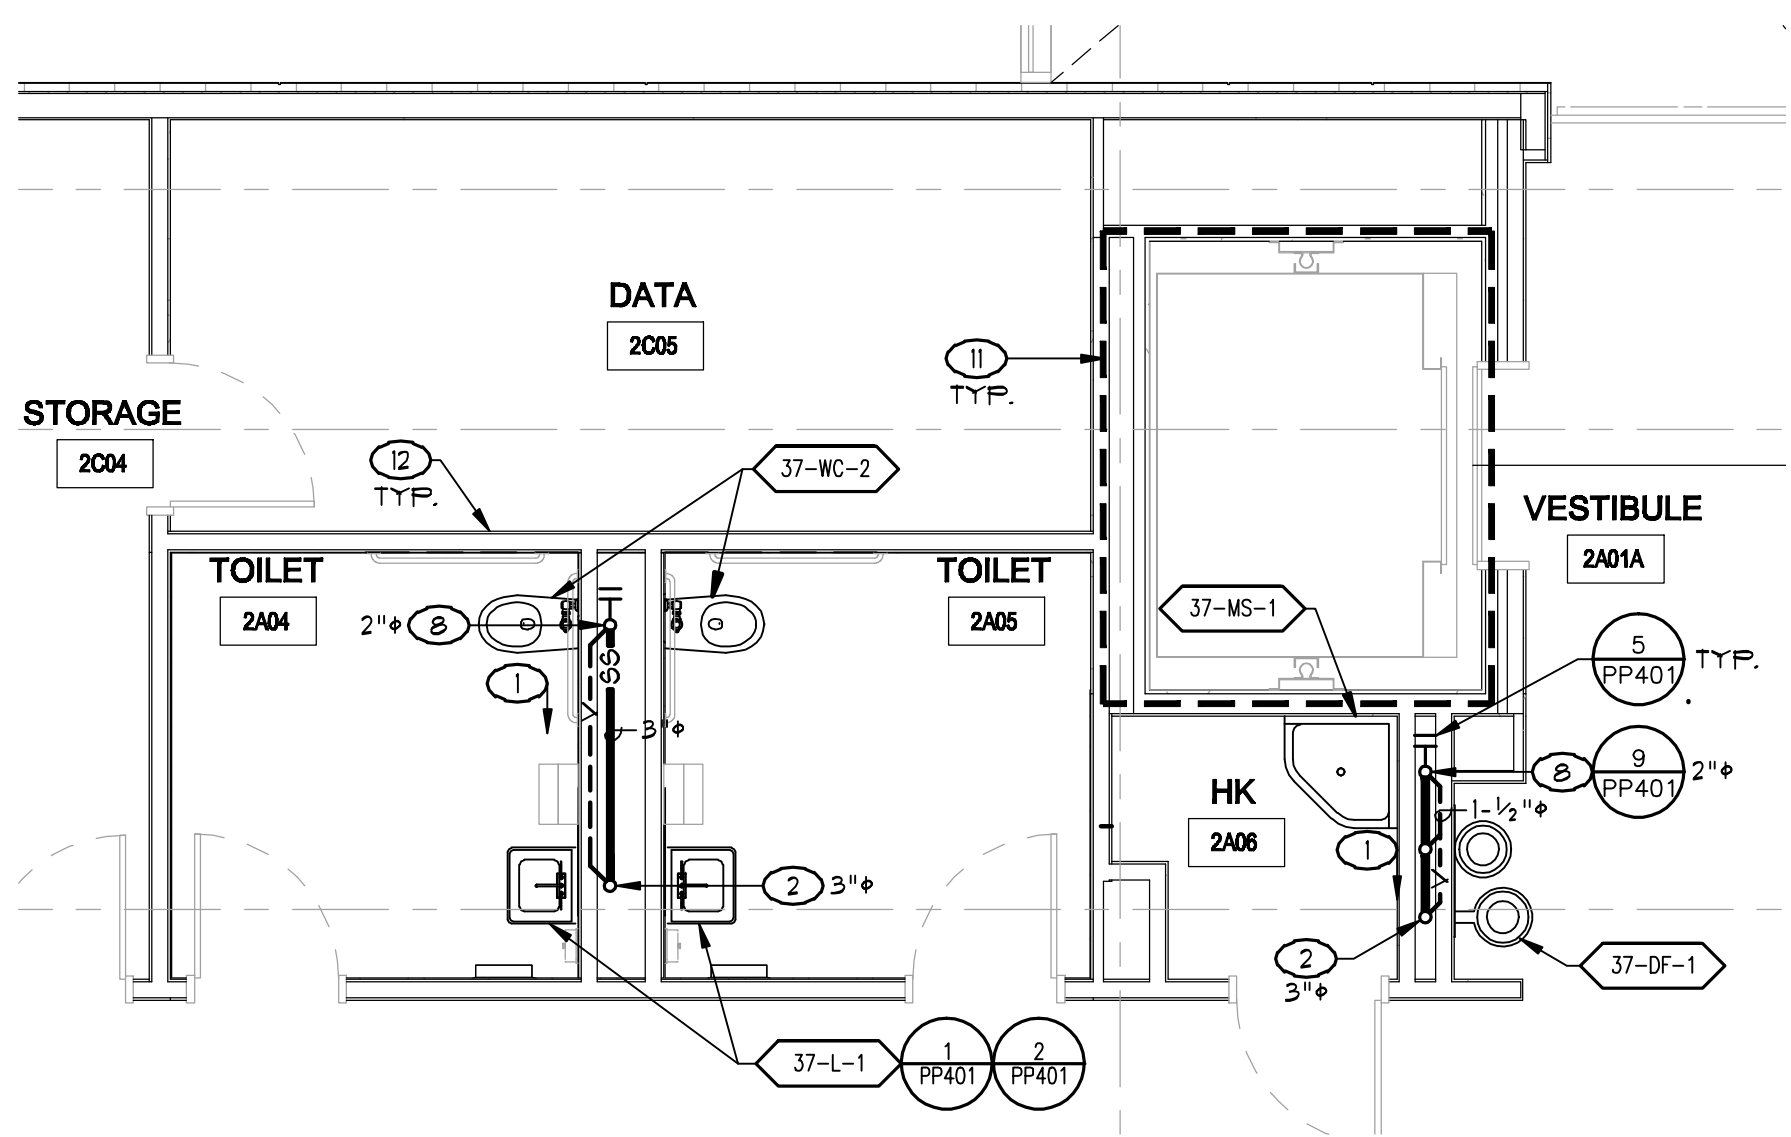 DATA
2C05
11
TYP.
STORAGE
2C04
12
TYP.
37-WC-2
VESTIBULE
2A01A
TOILET
2A04
TOILET
2A05
2"ϕ
8
37-MS-1
5
PP401
TYP.
SS
1
V
3"ϕ
HK
2A06
8
9
PP401
2"ϕ
1-1/2"ϕ
1
V
2
3"ϕ
2
3"ϕ
37-DF-1
37-L-1
1
PP401
2
PP401